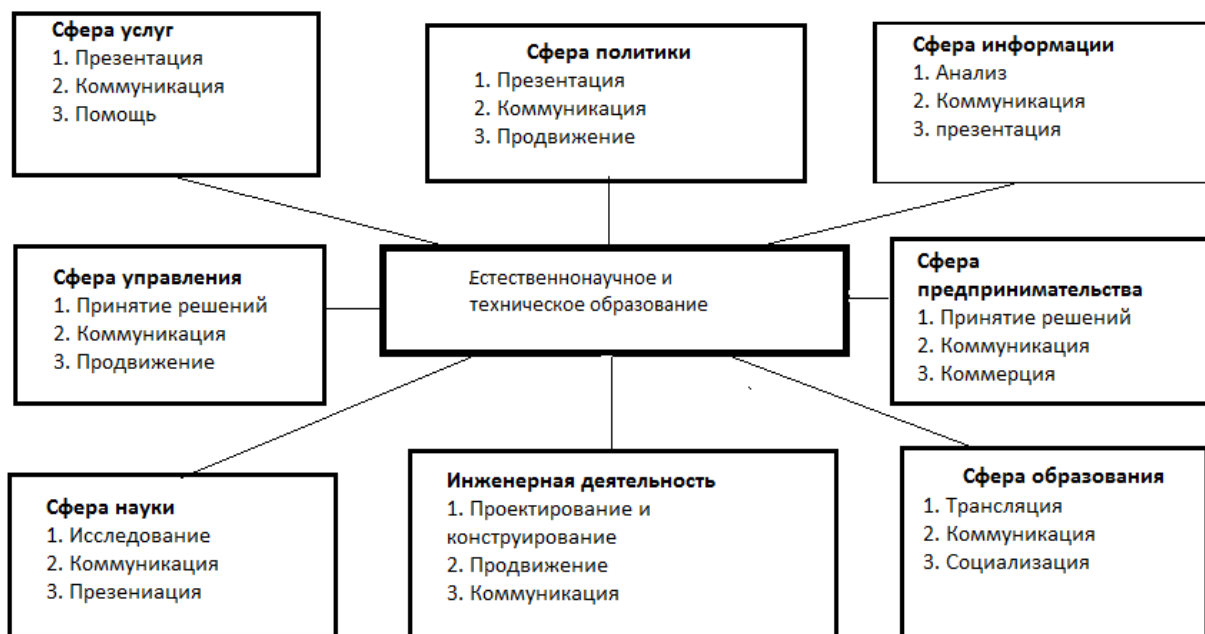 Сфера услуг
1. Презентация
2. Коммуникация
3. Помощь
Сфера политики
1. Презентация
2. Коммуникация
3. Продвижение
Сфера информации
1. Анализ
2. Коммуникация
3. презентация
Сфера управления
1. Принятие решений
2. Коммуникация
3. Продвижение
Естественнонаучное и
техническое образование
Сфера
предпринимательства
1. Принятие решений
2. Коммуникация
3. Коммерция
Сфера науки
1. Исследование
2. Коммуникация
3. Презениация
Инженерная деятельность
1. Проектирование и
конструирование
2. Продвижение
3. Коммуникация
Сфера образования
1. Трансляция
2. Коммуникация
3. Социализация